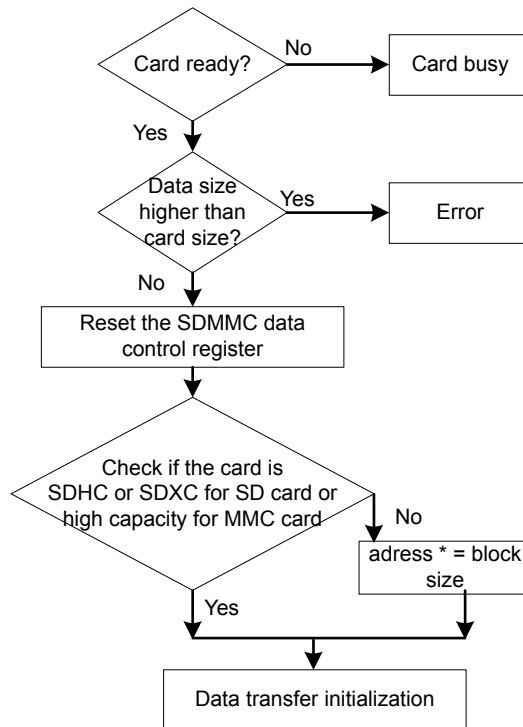 Card ready?
No
Card busy
Yes
Data size
higher than
card size?
Yes
Error
No
Reset the SDMMC data
control register
Check if the card is
SDHC or SDXC for SD card or
high capacity for MMC card
No
adress * = block
size
Yes
Data transfer initialization